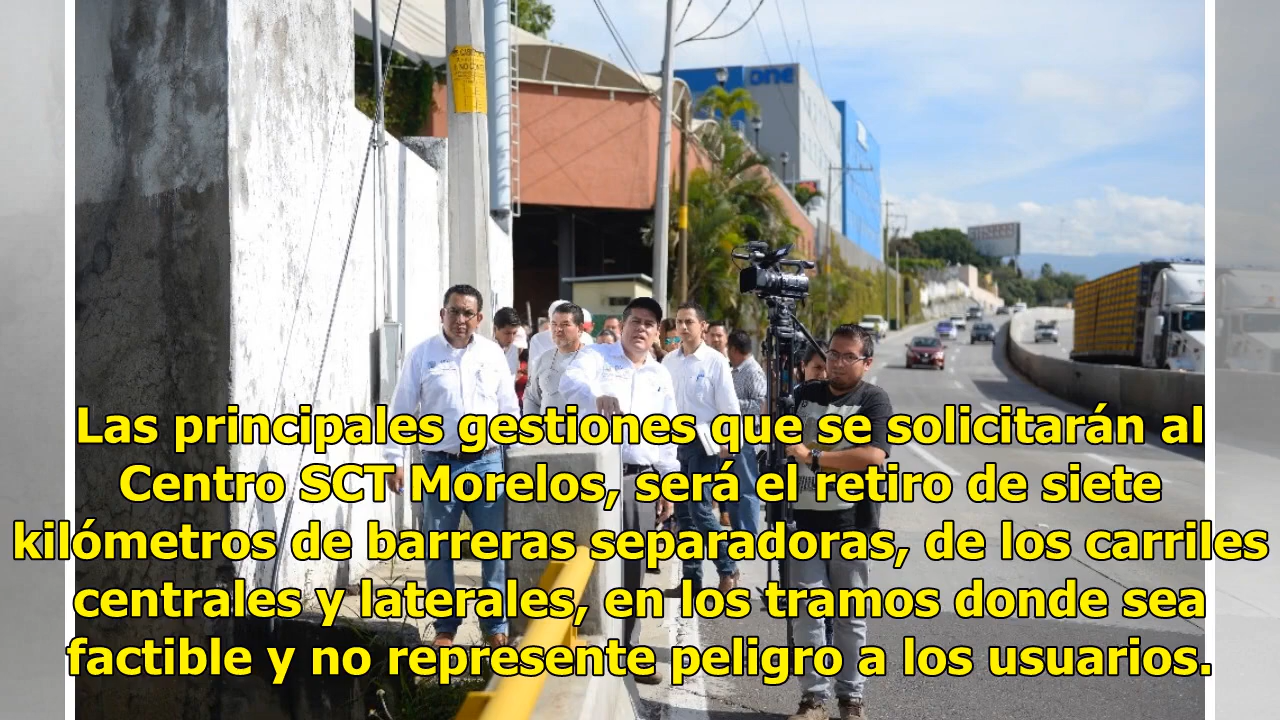 one
Las principales gestiones que se solicitarán al
Centro SCT Morelos, será el retiro de siete
kilómetros de barreras separadoras, de los carriles
centrales y laterales, en los tramos donde sea
factible y no represente peligro a los usuarios.